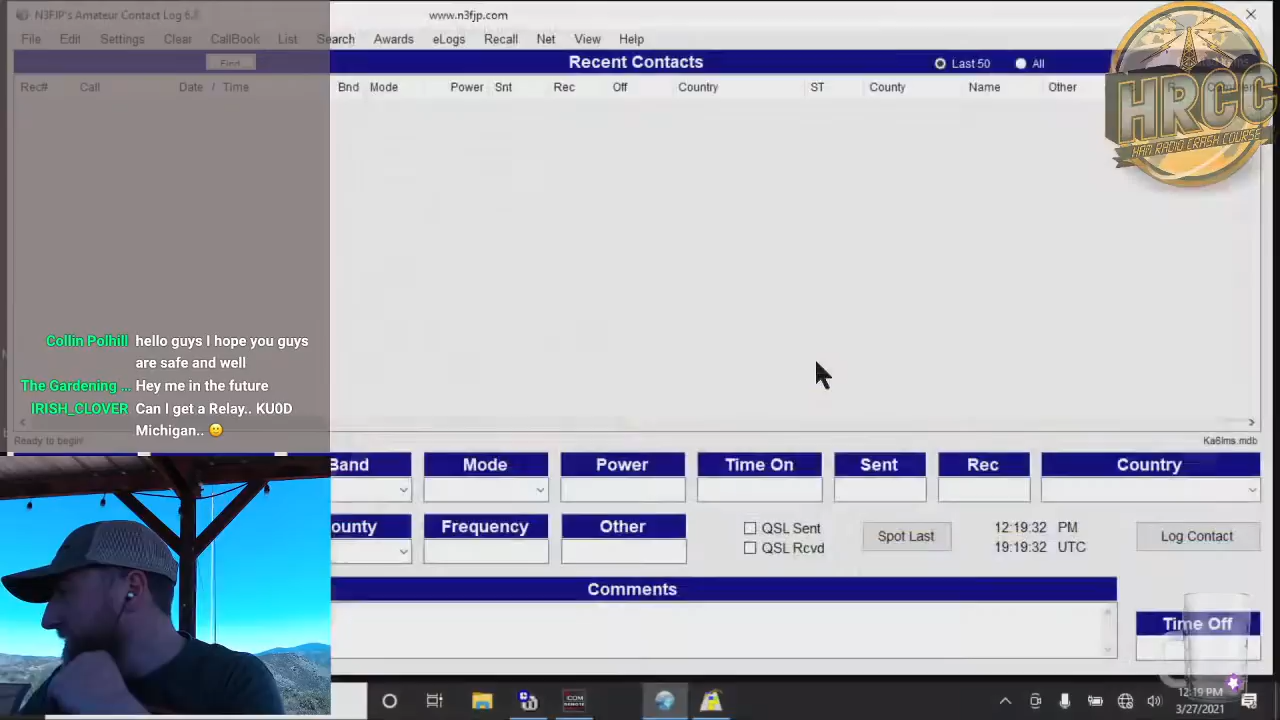 N3FJP's Amateur Contact Log 6.
www.n3fjp.com
File Edit Settings Clear CallBook List Search Awards eLogs Recall Net View Help
Find
Recent Contacts
Last 50 All
Rec# Call Date / Time Bnd Mode Power Snt Rec Off Country ST County Name Other
HRCC
HAM RADIO CRASH COURSE
Collin Polhill hello guys I hope you guys
are safe and well
The Gardening .. Hey me in the future
IRISH_CLOVER Can I get a Relay.. KU0D
Michigan.. 🙂
Ready to begin!
Ka6lms.mdb
Band Mode Power Time On Sent Rec Country
ounty Frequency Other
QSL Sent
QSL Rcvd
Spot Last
12:19:32 PM
19:19:32 UTC
Log Contact
Comments
Time Off
ICOM
REMOTE
12:19 PM
3/27/2021